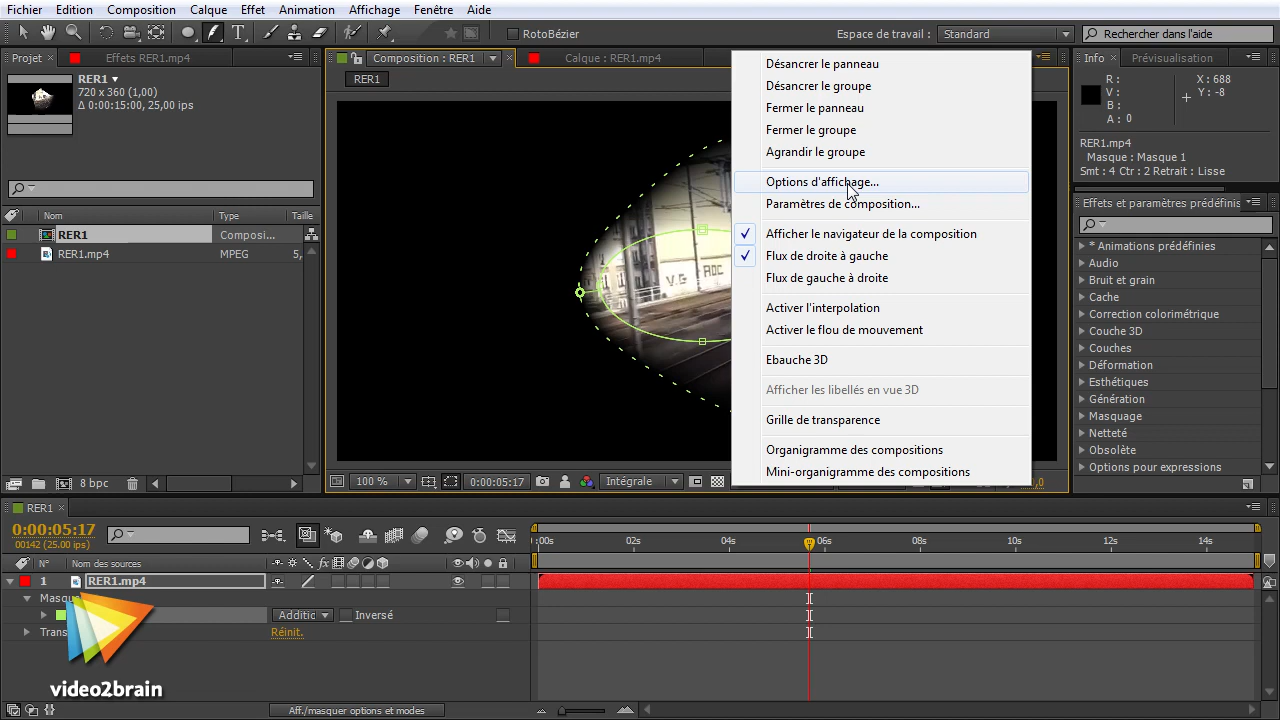 Fichier Edition Composition Calque Effet Animation Affichage Fenêtre Aide
RotoBézier
Espace de travail : Standard
Rechercher dans l'aide
Projet
Effets RER1.mp4
RER1
720 x 360 (1,00)
Δ 0:00:15:00, 25,00 ips
Nom Type Taille
RER1 Composi...
RER1.mp4 MPEG 5,
8 bpc
Composition : RER1
Calque : RER1.mp4
RER1
V.G
100 % 0:00:05:17 Intégrale
Désancrer le panneau
Désancrer le groupe
Fermer le panneau
Fermer le groupe
Agrandir le groupe
Options d'affichage...
Paramètres de composition...
Afficher le navigateur de la composition
Flux de droite à gauche
Flux de gauche à droite
Activer l'interpolation
Activer le flou de mouvement
Ebauche 3D
Afficher les libellés en vue 3D
Grille de transparence
Organigramme des compositions
Mini-organigramme des compositions
Info Prévisualisation
R :
V :
B :
A : 0
X : 688
Y : -8
RER1.mp4
Masque : Masque 1
Smt : 4 Ctr : 2 Retrait : Lisse
Effets et paramètres prédéfinis
* Animations prédéfinies
Audio
Bruit et grain
Cache
Correction colorimétrique
Couche 3D
Couches
Déformation
Esthétiques
Génération
Masquage
Netteté
Obsolète
Options pour expressions
RER1
0:00:05:17
00142 (25.00 ips)
N° Nom des sources
1 RER1.mp4
Masqu
Additic Inversé
Trans Réinit.
:00s 02s 04s 06s 08s 10s 12s 14s
Aff./masquer options et modes
video2brain